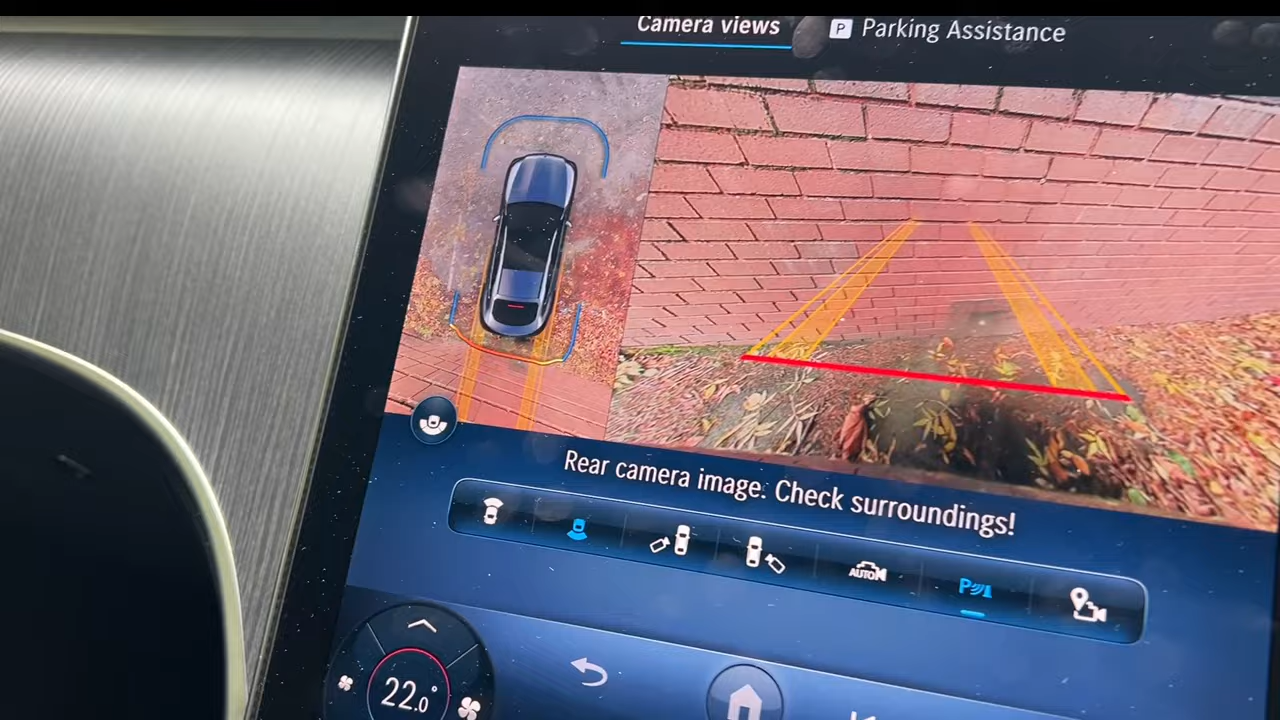 Camera views
P Parking Assistance
Rear camera image. Check surroundings!
AUTO
P
22.0°